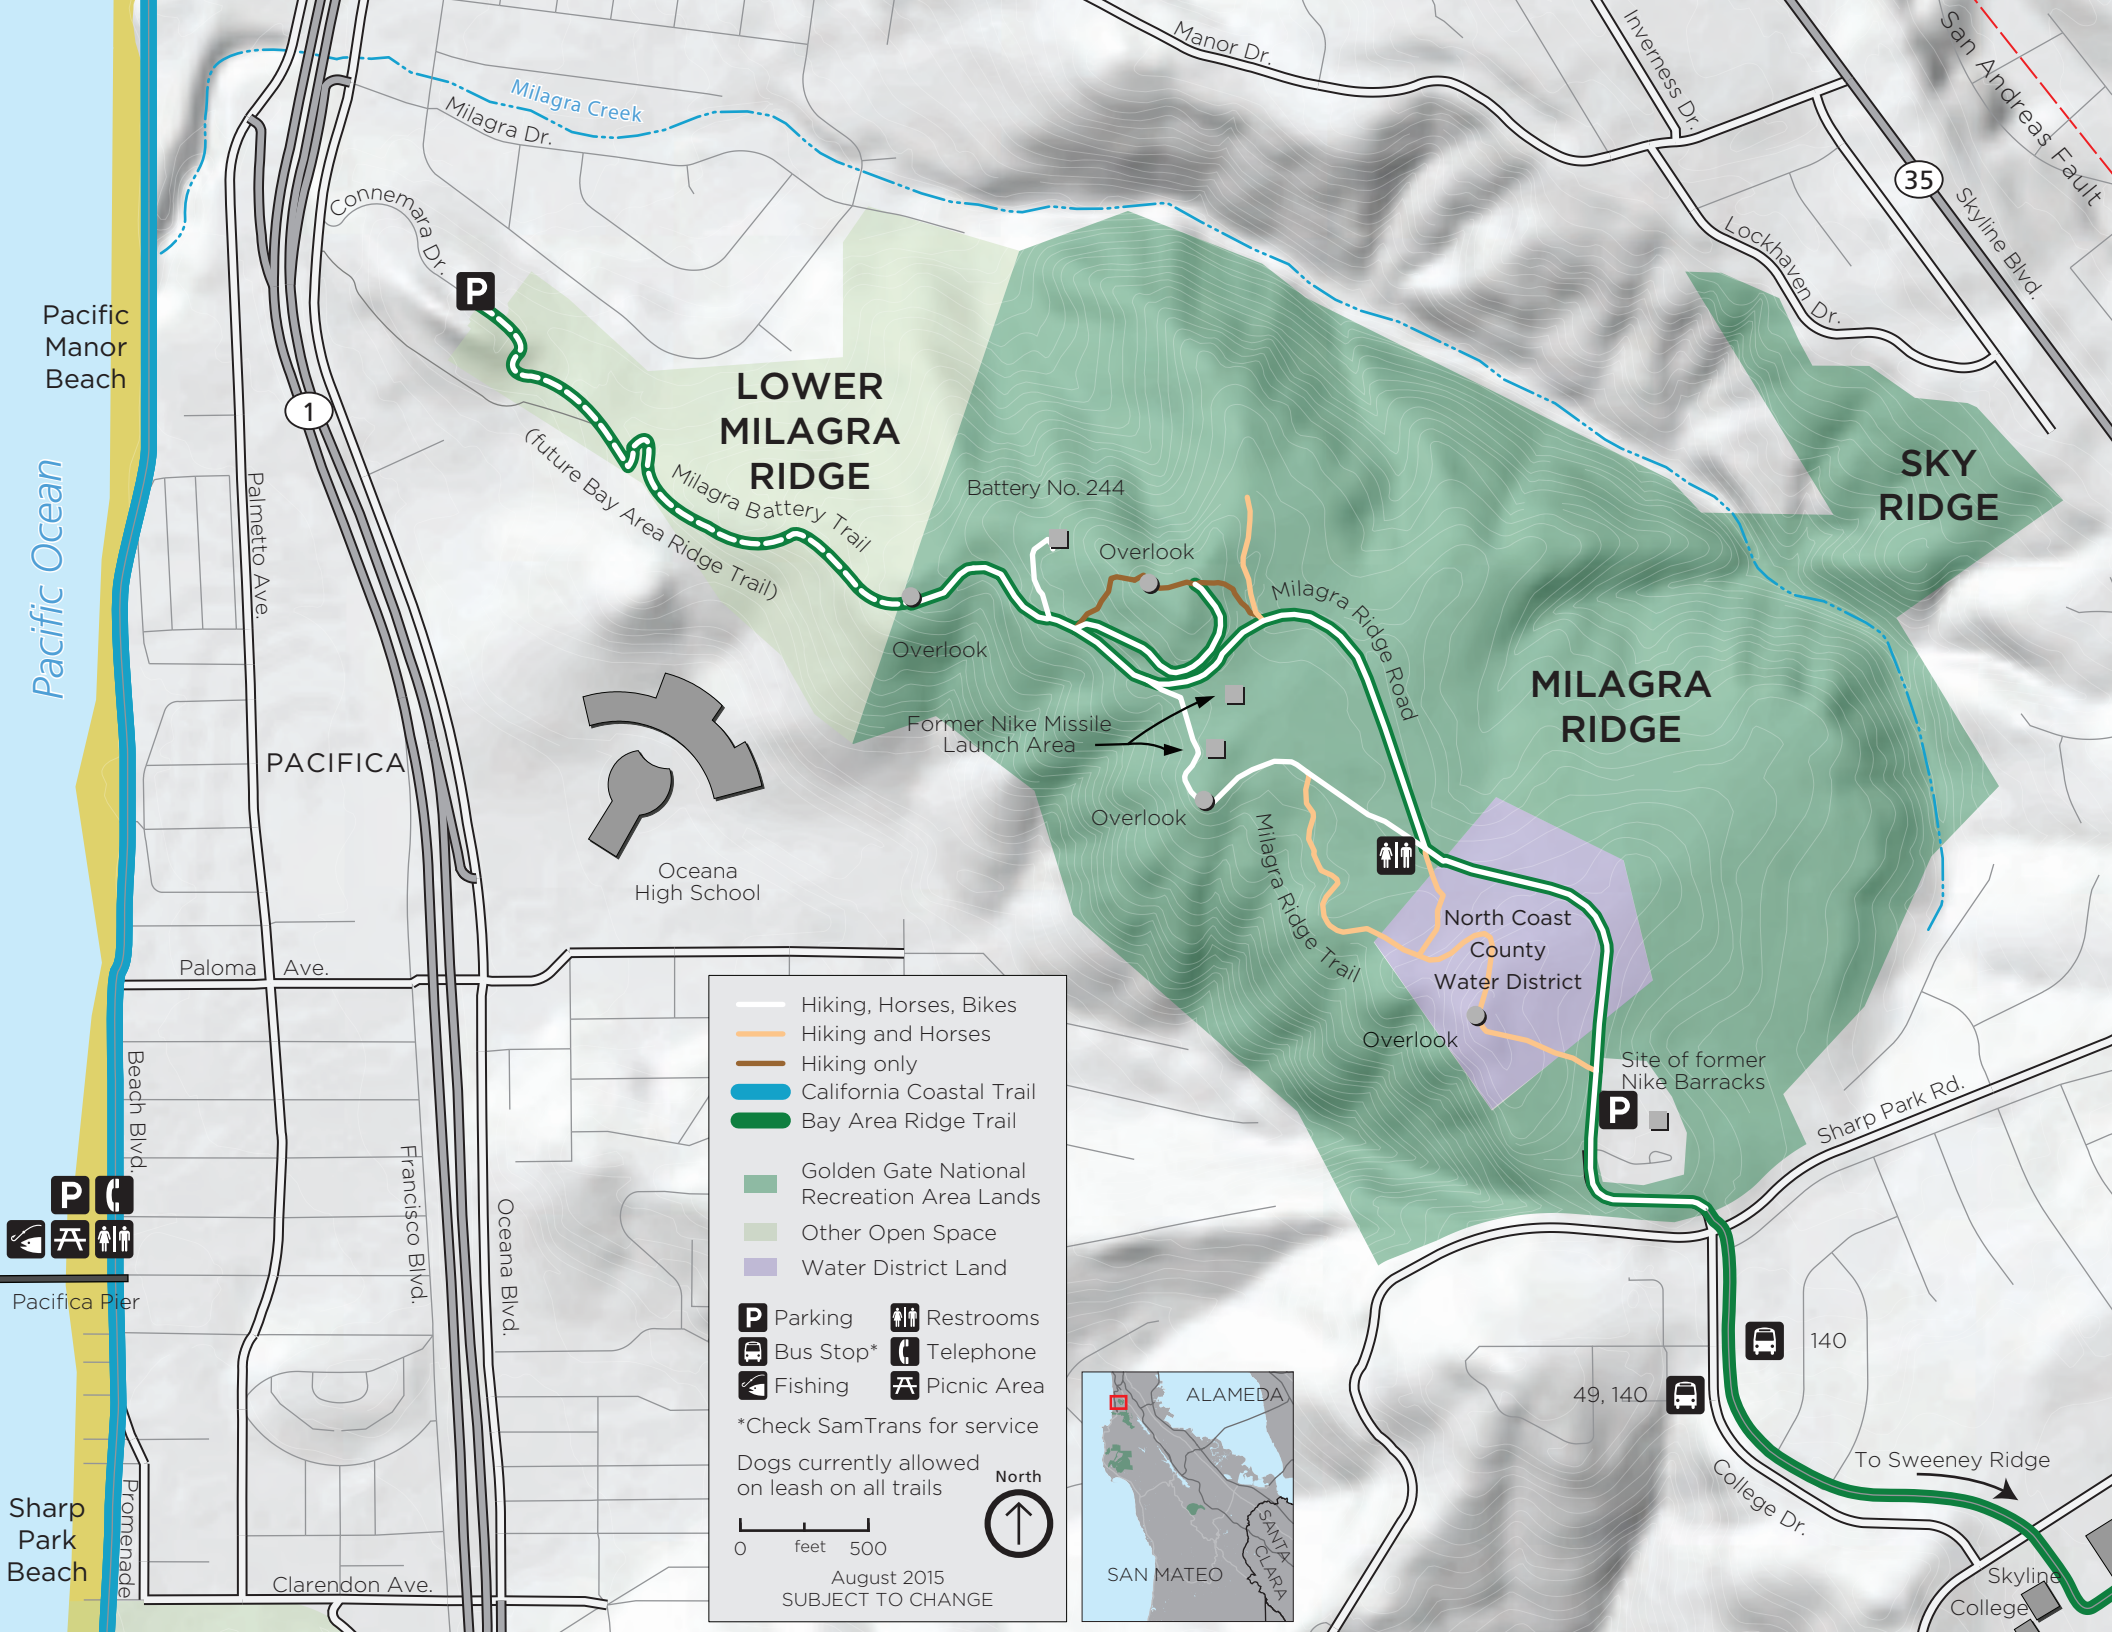 Manor Dr.
Inverness Dr.
San Andreas Fault
Milagra Creek
Milagra Dr.
35
Skyline Blvd.
Connemara Dr.
Lockhaven Dr.
P
Pacific
Manor
Beach
1
LOWER
MILAGRA
RIDGE
SKY
RIDGE
Pacific Ocean
Palmetto Ave.
(future Bay Area Ridge Trail)
Milagra Battery Trail
Battery No. 244
Overlook
Milagra Ridge Road
Overlook
MILAGRA
RIDGE
Former Nike Missile
Launch Area
PACIFICA
Overlook
Milagra Ridge Trail
Oceana
High School
North Coast
County
Water District
Overlook
Paloma Ave.
Site of former
Nike Barracks
P
Sharp Park Rd.
Beach Blvd.
Francisco Blvd.
Oceana Blvd.
P
Pacifica Pier
Hiking, Horses, Bikes
Hiking and Horses
Hiking only
California Coastal Trail
Bay Area Ridge Trail
Golden Gate National
Recreation Area Lands
Other Open Space
Water District Land
P Parking
Restrooms
Bus Stop*
Telephone
Fishing
Picnic Area
*Check SamTrans for service
Dogs currently allowed
on leash on all trails
North
0 feet 500
August 2015
SUBJECT TO CHANGE
ALAMEDA
SAN MATEO
SANTA
CLARA
140
49, 140
To Sweeney Ridge
College Dr.
Skyline
College
Sharp
Park
Beach
Promenade
Clarendon Ave.